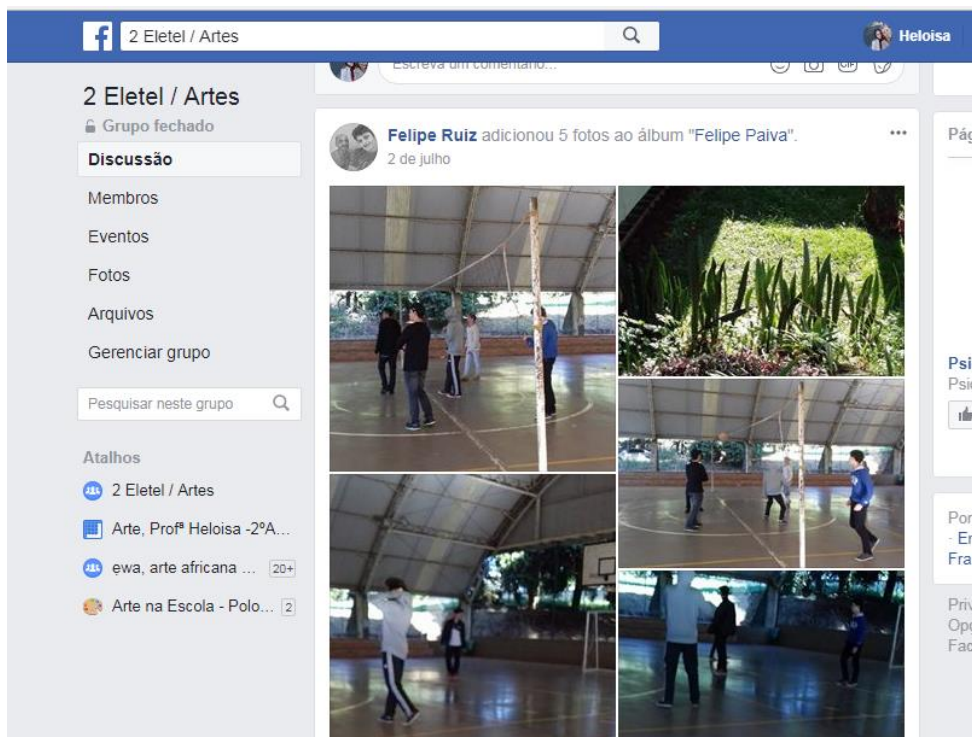 2 Eletel / Artes
Heloisa
Escreva um comentário...
GIF
2 Eletel / Artes
Grupo fechado
Discussão
Membros
Eventos
Fotos
Arquivos
Gerenciar grupo
Pesquisar neste grupo
Atalhos
2 Eletel / Artes
Arte, Profª Heloisa -2ºA...
ẹwa, arte africana ... 20+
Arte na Escola - Polo... 2
Felipe Ruiz adicionou 5 fotos ao álbum "Felipe Paiva".
2 de julho